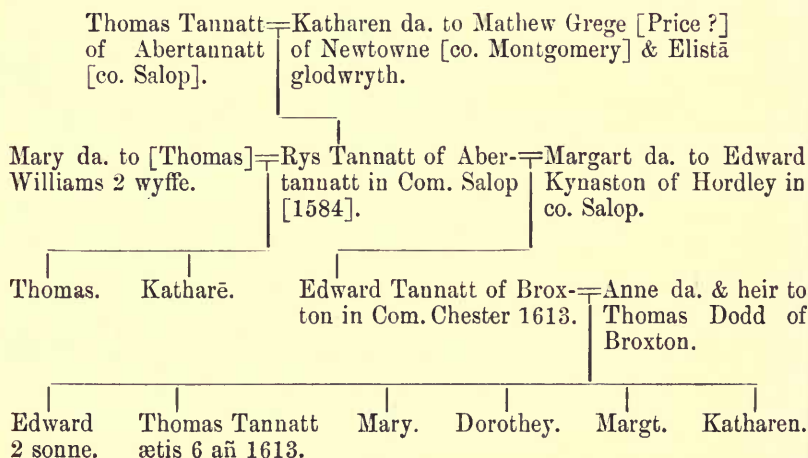 Thomas Tannatt=Katharen da. to Mathew Grege [Price ?]
of Abertannatt of Newtowne [co. Montgomery] & Elistā
[co. Salop]. glodwryth.
Mary da. to [Thomas]=Rys Tannatt of Aber-=Margart da. to Edward
Williams 2 wyffe. tannatt in Com. Salop Kynaston of Hordley in
[1584]. co. Salop.
Thomas. Katharē. Edward Tannatt of Brox-=Anne da. & heir to
ton in Com. Chester 1613. Thomas Dodd of
Broxton.
Edward Thomas Tannatt Mary. Dorothey. Margt. Katharen.
2 sonne. ætis 6 añ 1613.